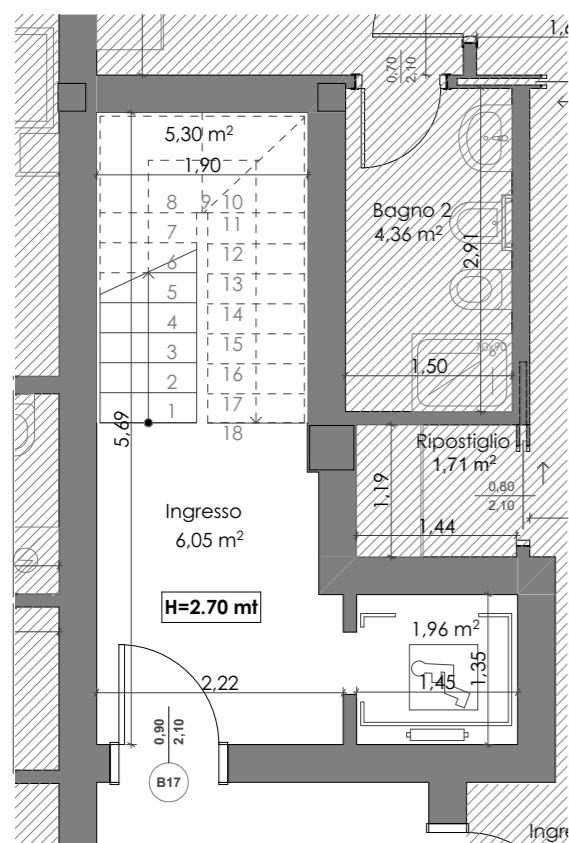 1,6
0,70
2,10
5,30 m²
1,90
8 9 10
7 11
6 12
5 13
4 14
3 15
2 16
1 17
18
5,69
Bagno 2
4,36 m²
2,91
70x90
1,50
Ripostiglio
1,71 m²
0,80
2,10
1,19
1,44
Ingresso
6,05 m²
H=2.70 mt
1,96 m²
1,35
1,45
2,22
0,90
2,10
B17
Ingre